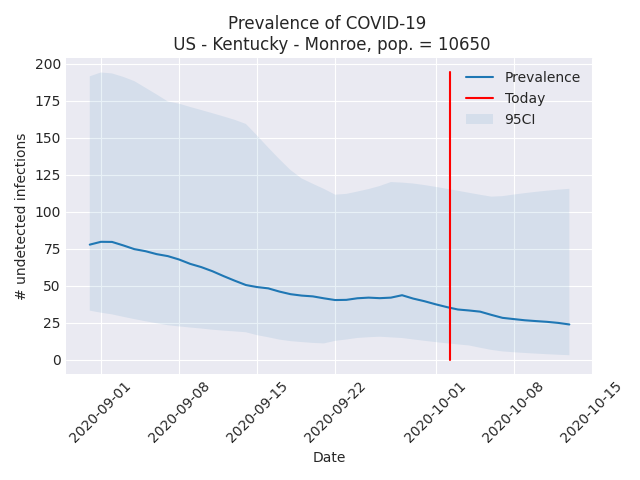 Prevalence of COVID-19
US - Kentucky - Monroe, pop. = 10650
# undetected infections
200
175
150
125
100
75
50
25
0
Prevalence
Today
95CI
2020-09-01
2020-09-08
2020-09-15
2020-09-22
2020-10-01
2020-10-08
2020-10-15
Date